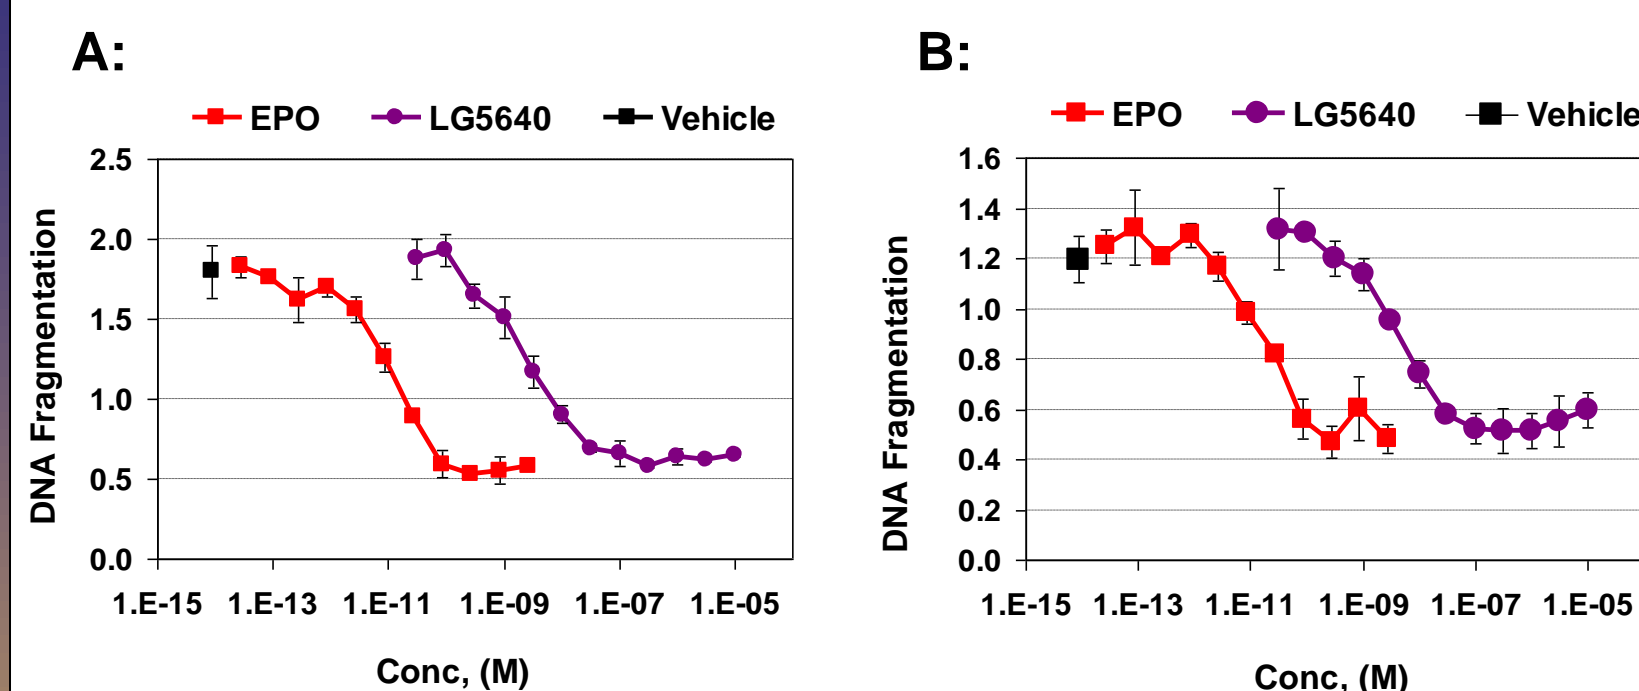 A:
EPO LG5640 Vehicle
2.5
2.0
1.5
1.0
0.5
0.0
DNA Fragmentation
1.E-15 1.E-13 1.E-11 1.E-09 1.E-07 1.E-05
Conc, (M)
B:
EPO LG5640 Vehicle
1.6
1.4
1.2
1.0
0.8
0.6
0.4
0.2
0.0
DNA Fragmentation
1.E-15 1.E-13 1.E-11 1.E-09 1.E-07 1.E-05
Conc, (M)